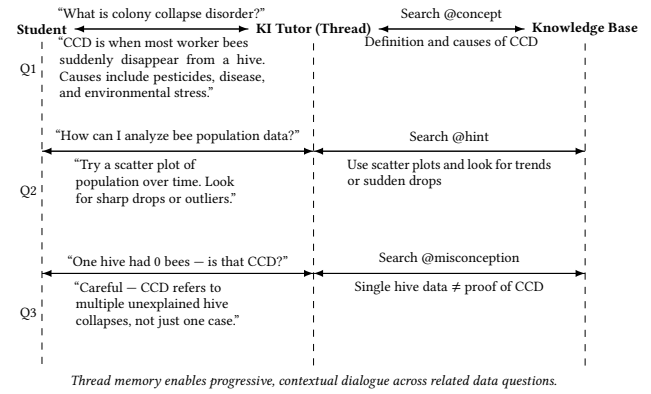 “What is colony collapse disorder?”
Search @concept
Student
KI Tutor (Thread)
Knowledge Base
“CCD is when most worker bees
suddenly disappear from a hive.
Causes include pesticides, disease,
and environmental stress.”
Definition and causes of CCD
Q1
“How can I analyze bee population data?”
Search @hint
“Try a scatter plot of
population over time. Look
for sharp drops or outliers.”
Use scatter plots and look for trends
or sudden drops
Q2
“One hive had 0 bees — is that CCD?”
Search @misconception
“Careful — CCD refers to
multiple unexplained hive
collapses, not just one case.”
Single hive data ≠ proof of CCD
Q3
Thread memory enables progressive, contextual dialogue across related data questions.